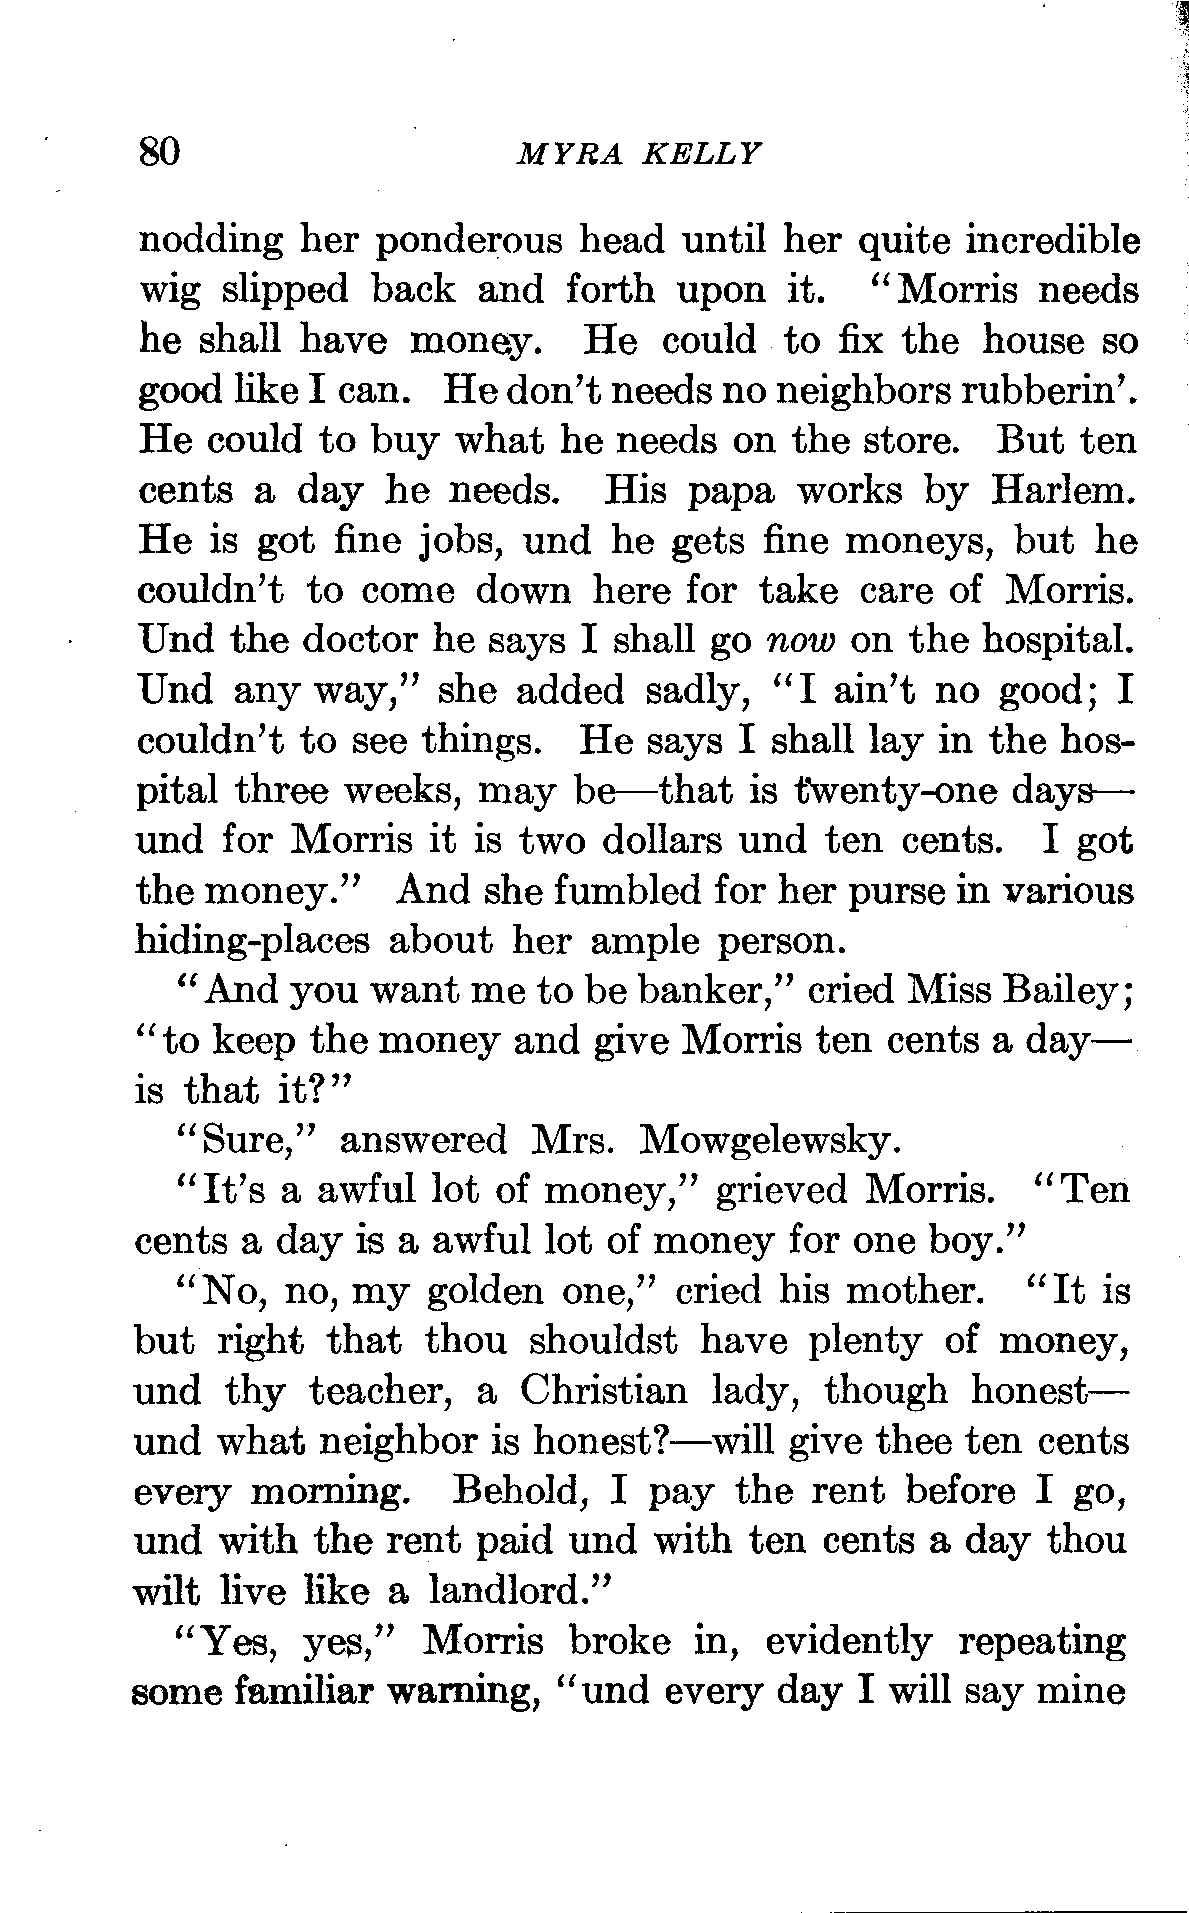 80 MYRA KELLY
nodding her ponderous head until her quite incredible
wig slipped back and forth upon it. "Morris needs
he shall have money. He could to fix the house so
good like I can. He don't needs no neighbors rubberin'.
He could to buy what he needs on the store. But ten
cents a day he needs. His papa works by Harlem.
He is got fine jobs, und he gets fine moneys, but he
couldn't to come down here for take care of Morris.
Und the doctor he says I shall go now on the hospital.
Und any way," she added sadly, "I ain't no good; I
couldn't to see things. He says I shall lay in the hos-
pital three weeks, may be—that is twenty-one days—
und for Morris it is two dollars und ten cents. I got
the money." And she fumbled for her purse in various
hiding-places about her ample person.
"And you want me to be banker," cried Miss Bailey;
"to keep the money and give Morris ten cents a day—
is that it?"
"Sure," answered Mrs. Mowgelewsky.
"It's a awful lot of money," grieved Morris. "Ten
cents a day is a awful lot of money for one boy."
"No, no, my golden one," cried his mother. "It is
but right that thou shouldst have plenty of money,
und thy teacher, a Christian lady, though honest—
und what neighbor is honest?—will give thee ten cents
every morning. Behold, I pay the rent before I go,
und with the rent paid und with ten cents a day thou
wilt live like a landlord."
"Yes, yes," Morris broke in, evidently repeating
some familiar warning, "und every day I will say mine